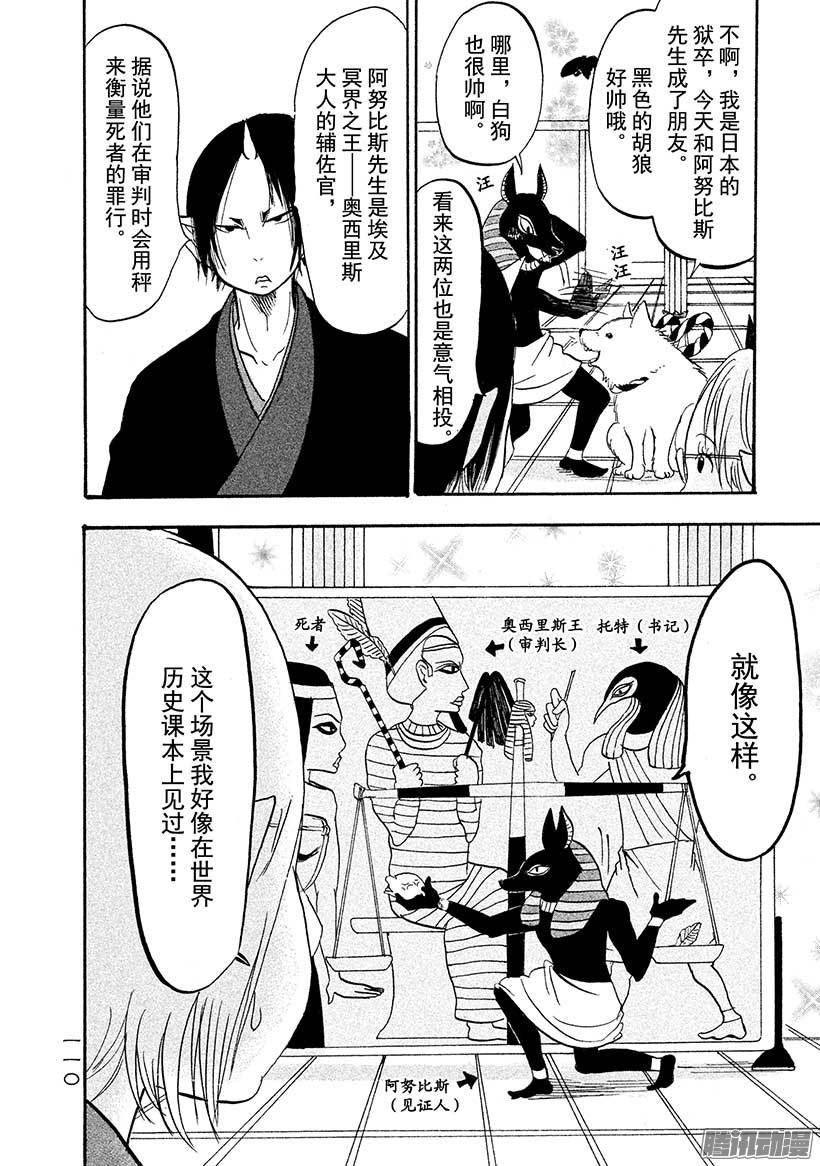 不啊，我是日本的
狱卒，今天和阿努比斯
先生成了朋友。
黑色的胡狼
好帅哦。
哪里，白狗
也很帅啊。
汪
汪
汪
看来这两位也是意气相投。
阿努比斯先生是埃及
冥界之王——奥西里斯
大人的辅佐官，
据说他们在审判时会用秤
来衡量死者的罪行。
就像这样。
托特（书记）
奥西里斯王
（审判长）
死者
这个场景我好像在世界
历史课本上见过……
阿努比斯
（见证人）
一一〇
腾讯动漫